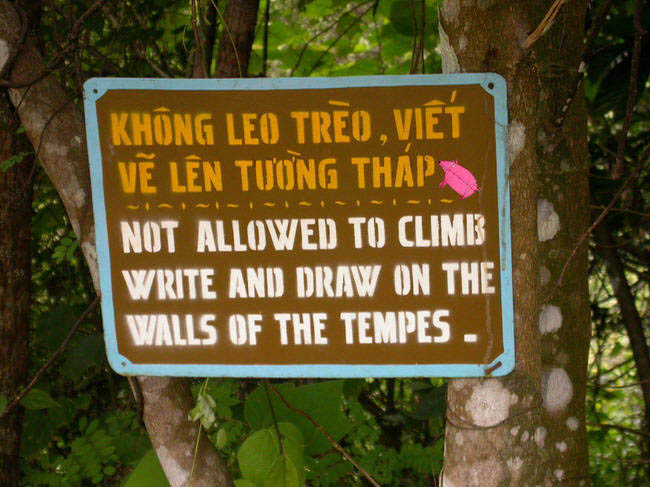 KHÔNG LEO TRÈO, VIẾT
VẼ LÊN TƯỜNG THÁP
NOT ALLOWED TO CLIMB
WRITE AND DRAW ON THE
WALLS OF THE TEMPES.